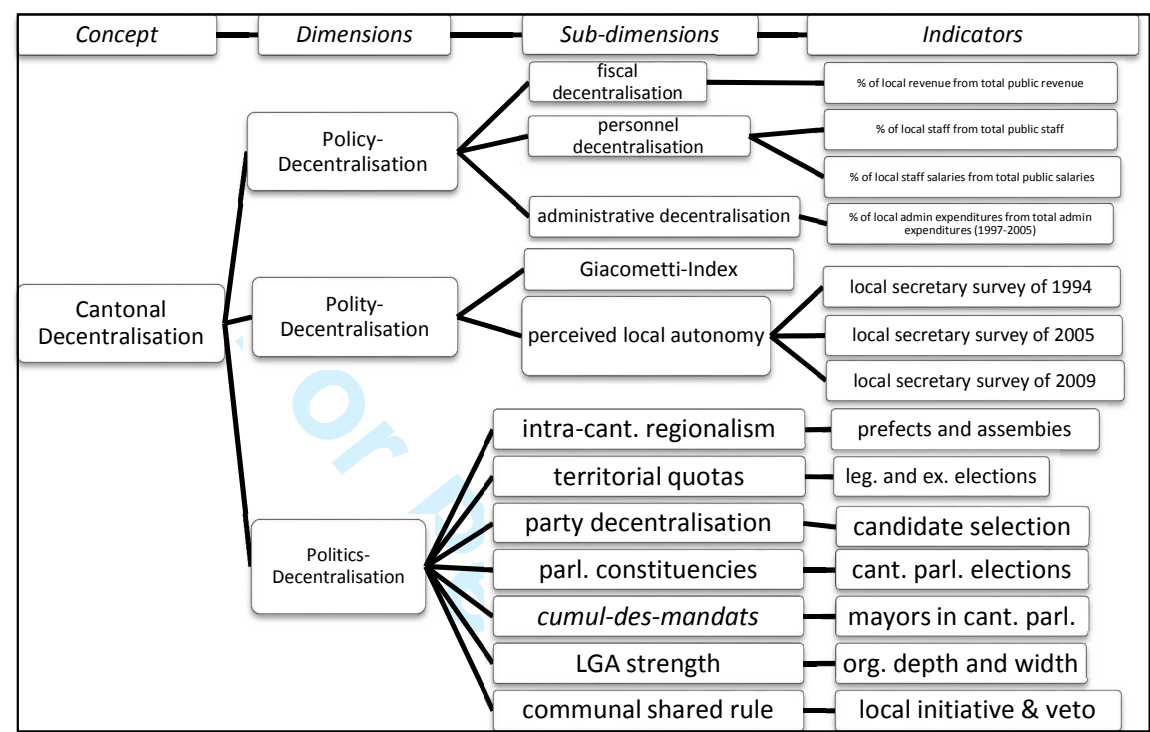 Concept
Dimensions
Sub-dimensions
Indicators
fiscal
decentralisation
% of local revenue from total public revenue
Policy-
Decentralisation
personnel
decentralisation
% of local staff from total public staff
% of local staff salaries from total public salaries
administrative decentralisation
% of local admin expenditures from total admin
expenditures (1997-2005)
Cantonal
Decentralisation
Polity-
Decentralisation
Giacometti-Index
perceived local autonomy
local secretary survey of 1994
local secretary survey of 2005
local secretary survey of 2009
Politics-
Decentralisation
intra-cant. regionalism
prefects and assembies
territorial quotas
leg. and ex. elections
party decentralisation
candidate selection
parl. constituencies
cant. parl. elections
cumul-des-mandats
mayors in cant. parl.
LGA strength
org. depth and width
communal shared rule
local initiative & veto